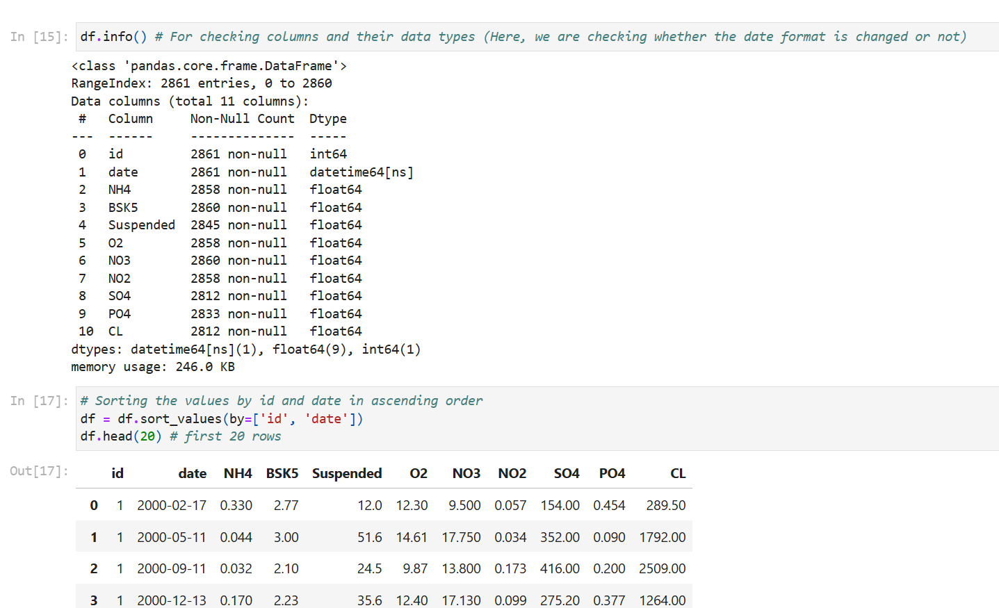 In [15]: df.info() # For checking columns and their data types (Here, we are checking whether the date format is changed or not)
<class 'pandas.core.frame.DataFrame'>
RangeIndex: 2861 entries, 0 to 2860
Data columns (total 11 columns):
 #   Column     Non-Null Count  Dtype
---  ------     --------------  -----
 0   id         2861 non-null   int64
 1   date       2861 non-null   datetime64[ns]
 2   NH4        2858 non-null   float64
 3   BSK5       2860 non-null   float64
 4   Suspended  2845 non-null   float64
 5   O2         2858 non-null   float64
 6   NO3        2860 non-null   float64
 7   NO2        2858 non-null   float64
 8   SO4        2812 non-null   float64
 9   PO4        2833 non-null   float64
 10  CL         2812 non-null   float64
dtypes: datetime64[ns](1), float64(9), int64(1)
memory usage: 246.0 KB
In [17]: # Sorting the values by id and date in ascending order
df = df.sort_values(by=['id', 'date'])
df.head(20) # first 20 rows
Out[17]: id date NH4 BSK5 Suspended O2 NO3 NO2 SO4 PO4 CL
0 1 2000-02-17 0.330 2.77 12.0 12.30 9.500 0.057 154.00 0.454 289.50
1 1 2000-05-11 0.044 3.00 51.6 14.61 17.750 0.034 352.00 0.090 1792.00
2 1 2000-09-11 0.032 2.10 24.5 9.87 13.800 0.173 416.00 0.200 2509.00
3 1 2000-12-13 0.170 2.23 35.6 12.40 17.130 0.099 275.20 0.377 1264.00